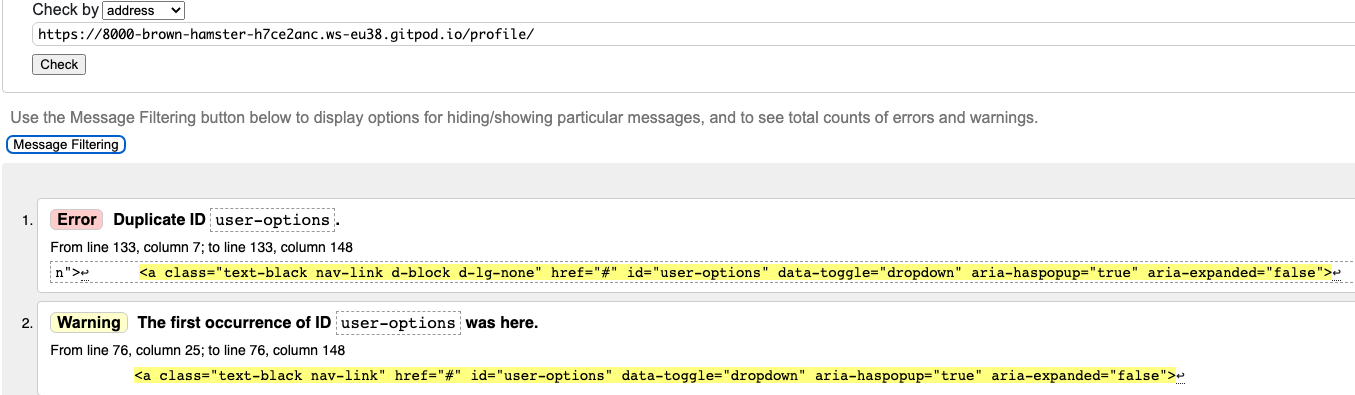 Check by address
https://8000-brown-hamster-h7ce2anc.ws-eu38.gitpod.io/profile/
Check
Use the Message Filtering button below to display options for hiding/showing particular messages, and to see total counts of errors and warnings.
Message Filtering
1. Error Duplicate ID user-options.
From line 133, column 7; to line 133, column 148
n">↩ <a class="text-black nav-link d-block d-lg-none" href="#" id="user-options" data-toggle="dropdown" aria-haspopup="true" aria-expanded="false">↩
2. Warning The first occurrence of ID user-options was here.
From line 76, column 25; to line 76, column 148
<a class="text-black nav-link" href="#" id="user-options" data-toggle="dropdown" aria-haspopup="true" aria-expanded="false">↩